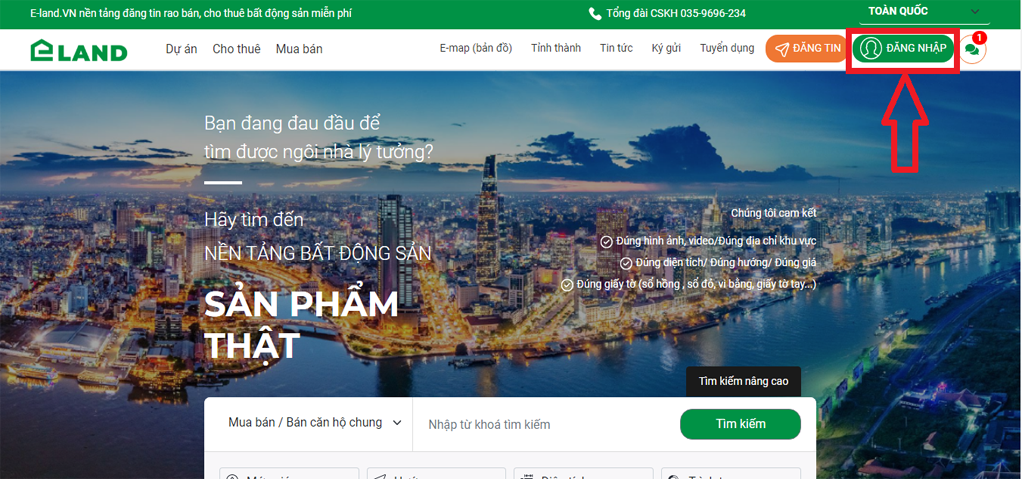 E-land.VN nền tảng đăng tin rao bán, cho thuê bất động sản miễn phí
Tổng đài CSKH 035-9696-234
TOÀN QUỐC
eLAND
Dự án Cho thuê Mua bán
E-map (bản đồ) Tỉnh thành Tin tức Ký gửi Tuyển dụng ĐĂNG TIN ĐĂNG NHẬP 1
Bạn đang đau đầu để
tìm được ngôi nhà lý tưởng?
Hãy tìm đến
NỀN TẢNG BẤT ĐỘNG SẢN
SẢN PHẨM
THẬT
Chúng tôi cam kết
Đúng hình ảnh, video/Đúng địa chỉ khu vực
Đúng diện tích/ Đúng hướng/ Đúng giá
Đúng giấy tờ (sổ hồng , sổ đỏ, vi bằng, giấy tờ tay...)
Tìm kiếm nâng cao
Mua bán / Bán căn hộ chung
Nhập từ khoá tìm kiếm
Tìm kiếm